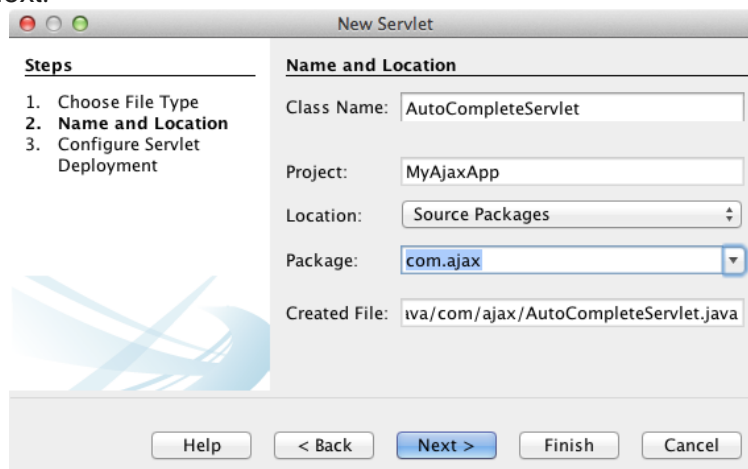 New Servlet
Steps
1. Choose File Type
2. Name and Location
3. Configure Servlet
Deployment
Name and Location
Class Name: AutoCompleteServlet
Project: MyAjaxApp
Location: Source Packages
Package: com.ajax
Created File: ava/com/ajax/AutoCompleteServlet.java
Help < Back Next > Finish Cancel